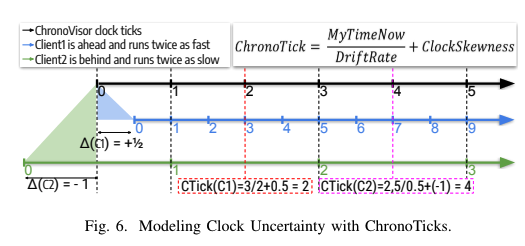 ChronoVisor clock ticks
Client1 is ahead and runs twice as fast
Client2 is behind and runs twice as slow
ChronoTick = MyTimeNow / DriftRate + ClockSkewness
0 1 2 3 4 5
0 1 2 3 4 5 6 7 8 9
Δ(C1) = +½
0 1 2 3
Δ(C2) = - 1
CTick(C1)=3/2+0.5 = 2
CTick(C2)=2,5/0.5+(-1) = 4
Fig. 6. Modeling Clock Uncertainty with ChronoTicks.